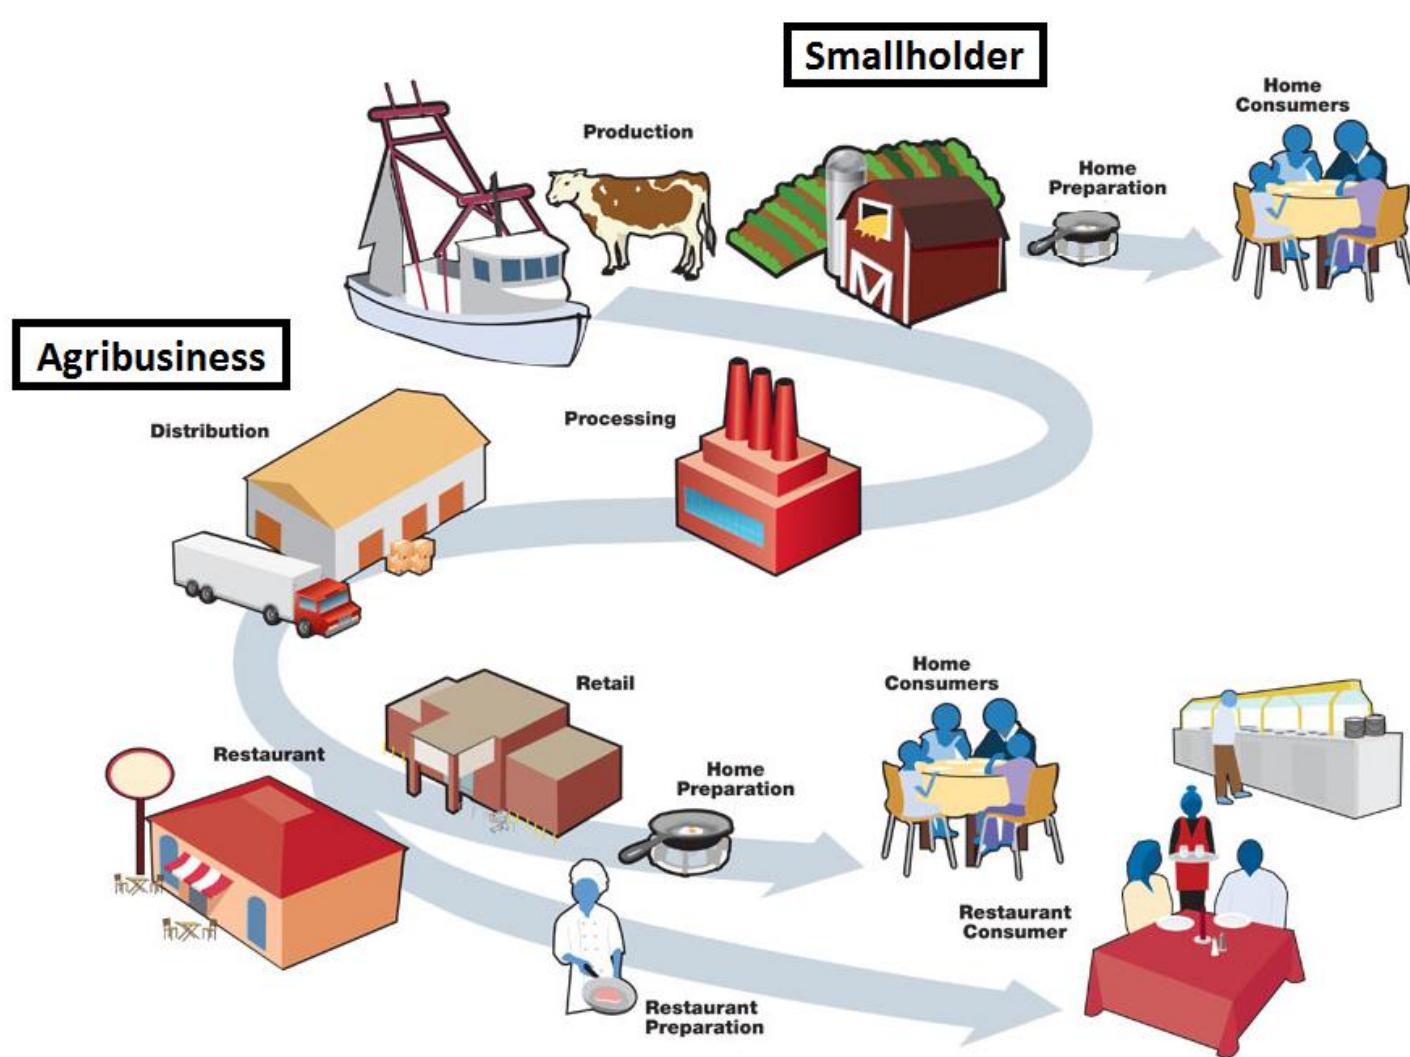 Smallholder
Home
Consumers
Production
Home
Preparation
Agribusiness
Distribution
Processing
Home
Consumers
Retail
Restaurant
Home
Preparation
Restaurant
Consumer
Restaurant
Preparation